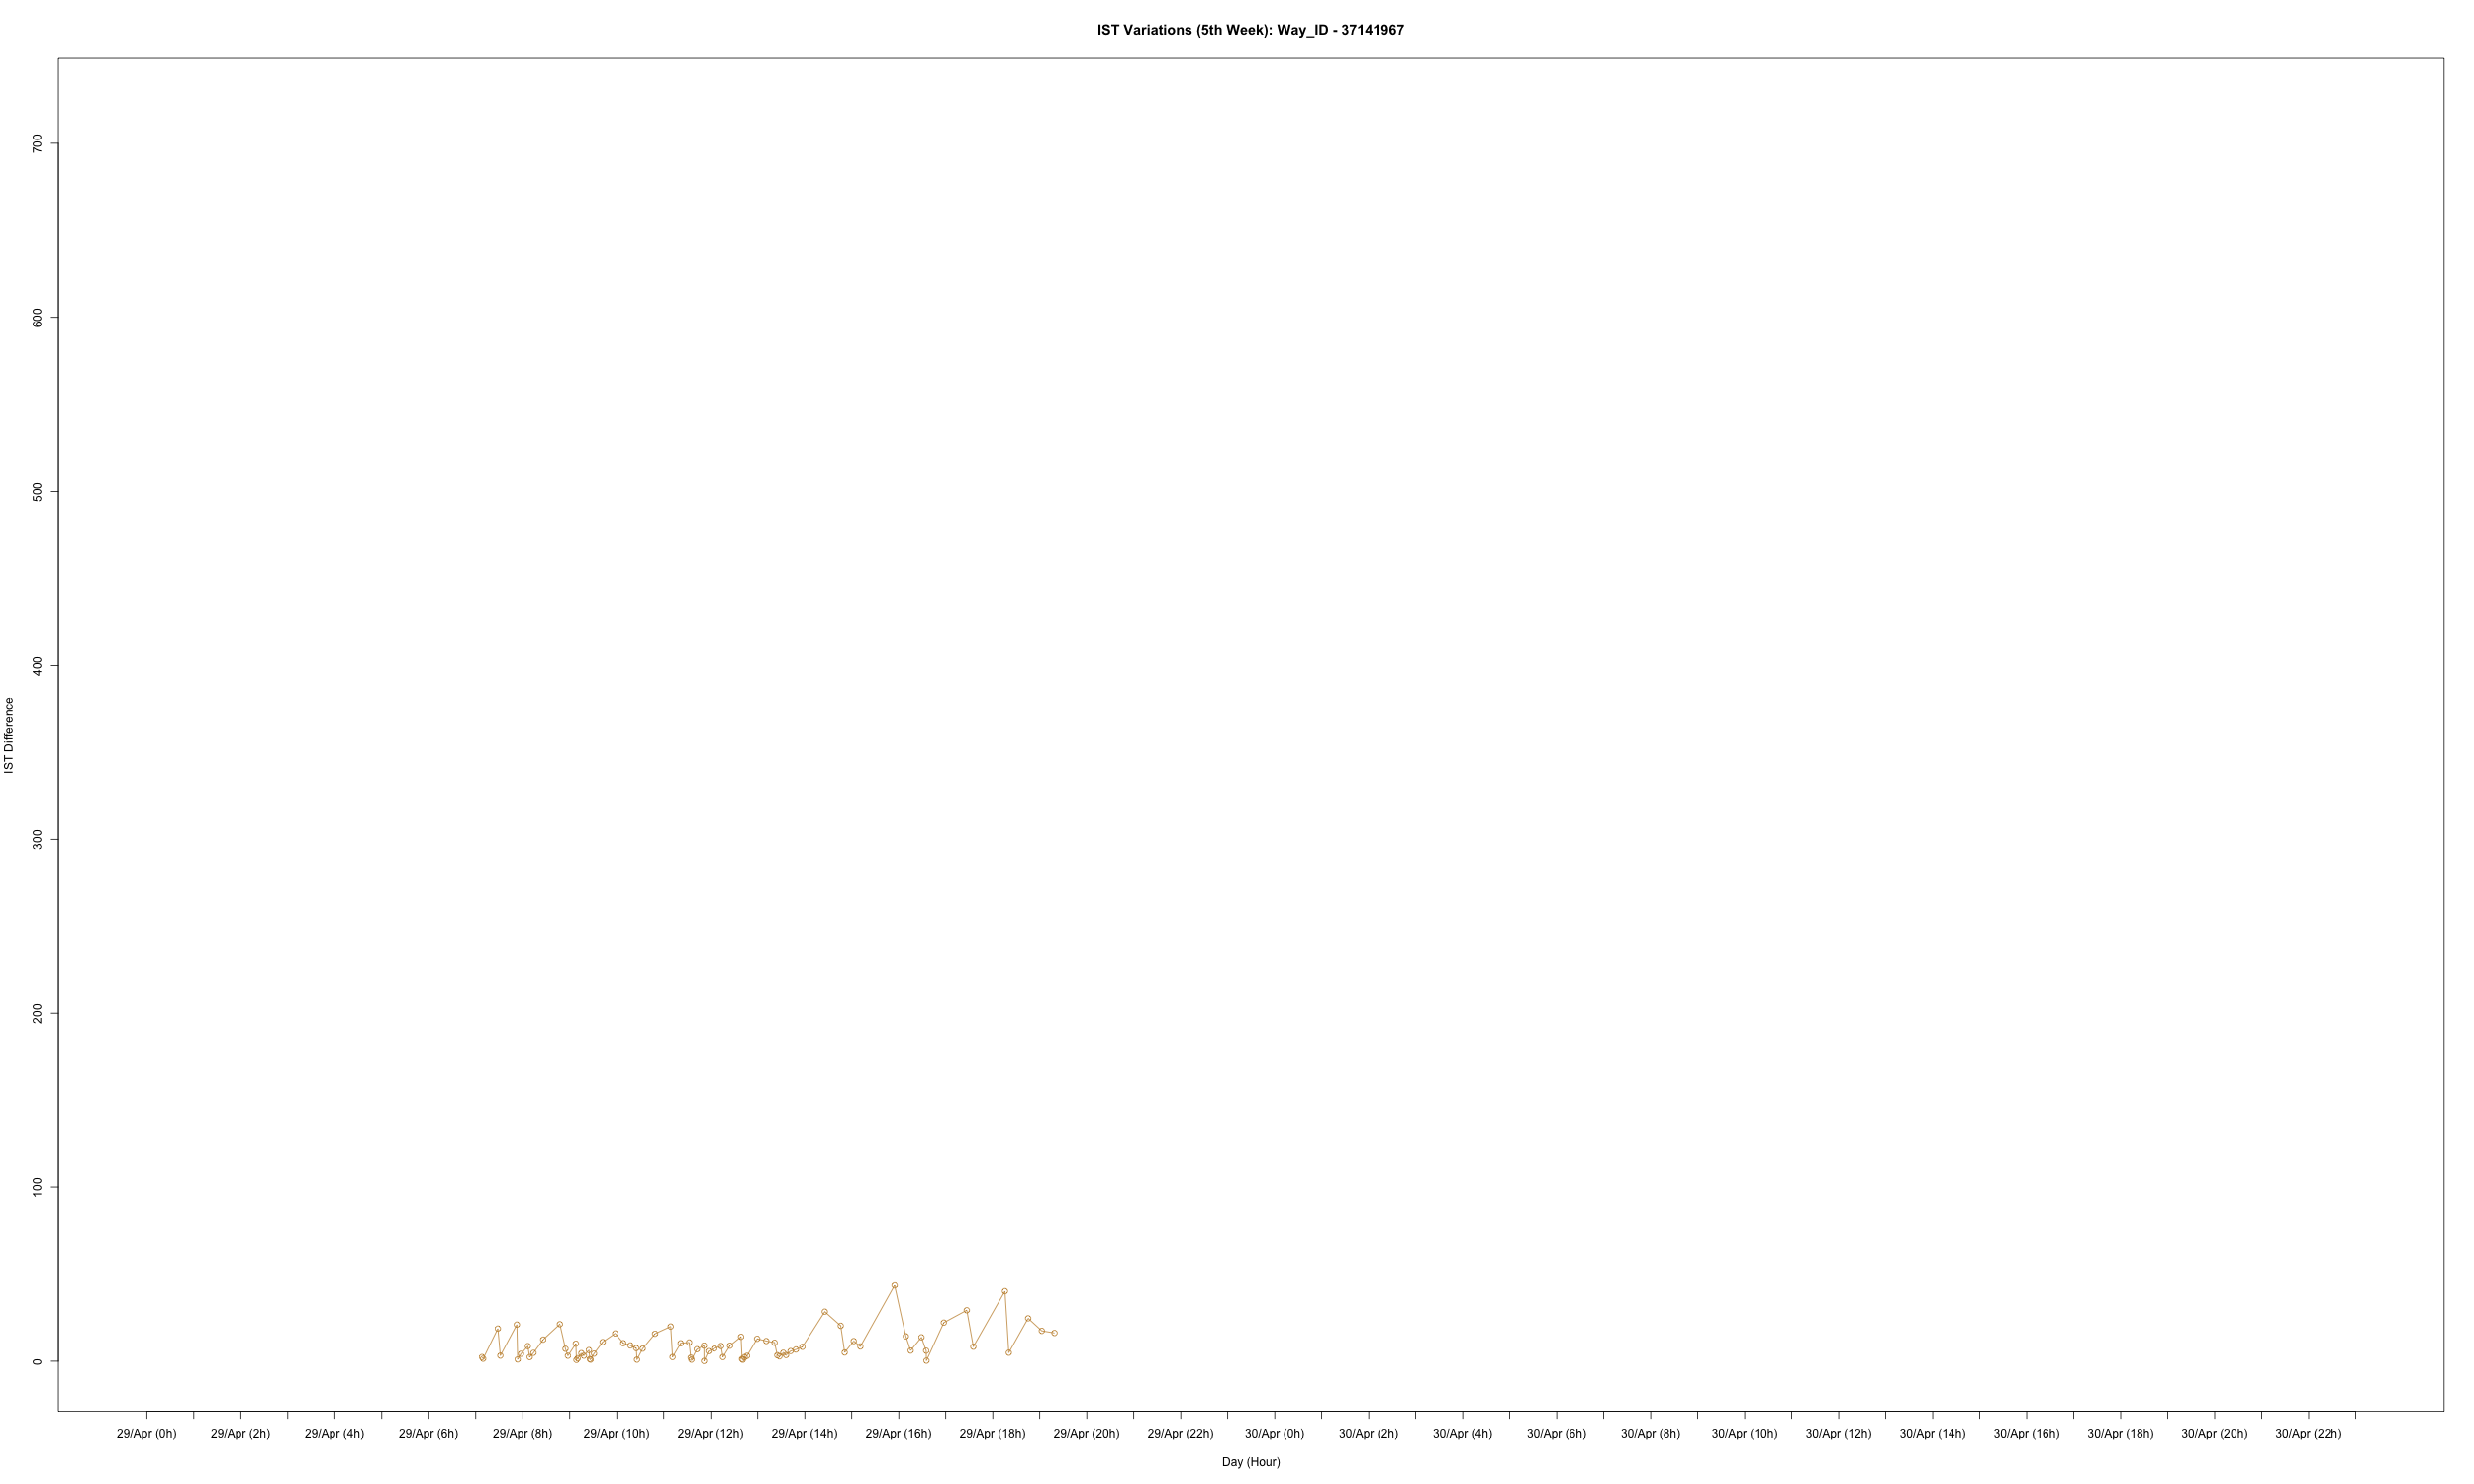 IST Variations (5th Week): Way_ID - 37141967
700
600
500
400
300
200
100
0
IST Difference
29/Apr (0h) 29/Apr (2h) 29/Apr (4h) 29/Apr (6h) 29/Apr (8h) 29/Apr (10h) 29/Apr (12h) 29/Apr (14h) 29/Apr (16h) 29/Apr (18h) 29/Apr (20h) 29/Apr (22h) 30/Apr (0h) 30/Apr (2h) 30/Apr (4h) 30/Apr (6h) 30/Apr (8h) 30/Apr (10h) 30/Apr (12h) 30/Apr (14h) 30/Apr (16h) 30/Apr (18h) 30/Apr (20h) 30/Apr (22h)
Day (Hour)